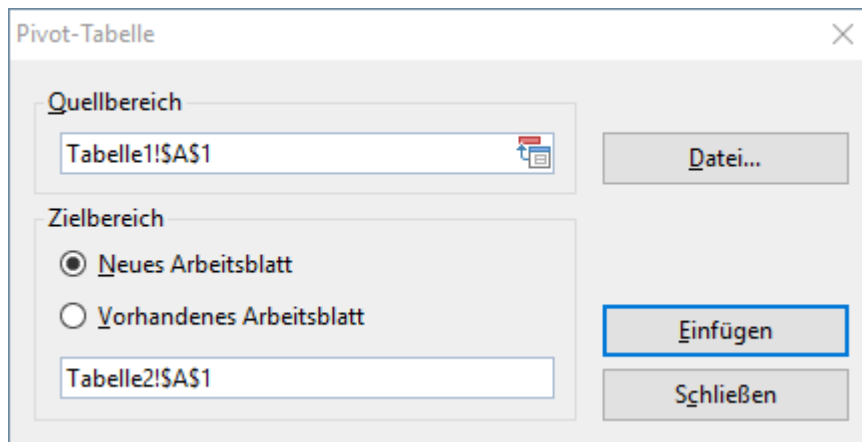 Pivot-Tabelle
Quellbereich
Tabelle1!$A$1
Datei...
Zielbereich
Neues Arbeitsblatt
Vorhandenes Arbeitsblatt
Einfügen
Tabelle2!$A$1
Schließen